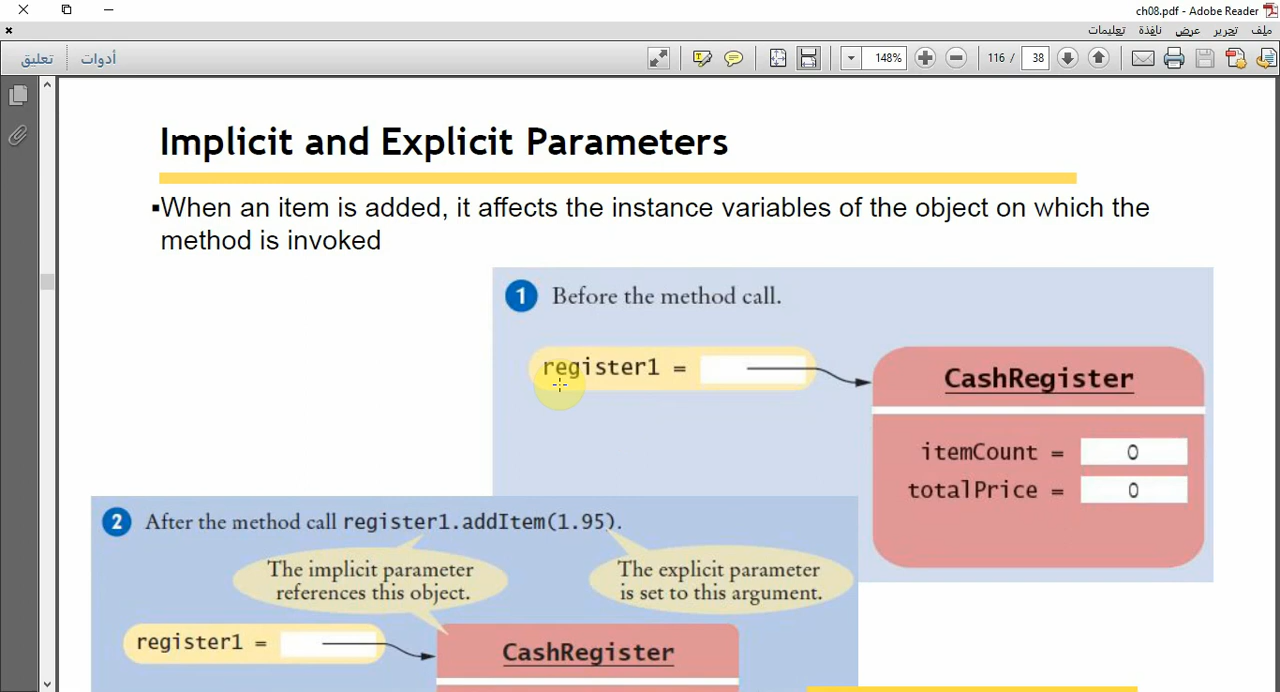 ch08.pdf - Adobe Reader
ملف تحرير عرض نافذة تعليمات
148% 116 / 38 أدوات تعليق
Implicit and Explicit Parameters
▪When an item is added, it affects the instance variables of the object on which the
method is invoked
1 Before the method call.
register1 =
CashRegister
itemCount = 0
totalPrice = 0
2 After the method call register1.addItem(1.95).
The implicit parameter
references this object.
The explicit parameter
is set to this argument.
register1 =
CashRegister